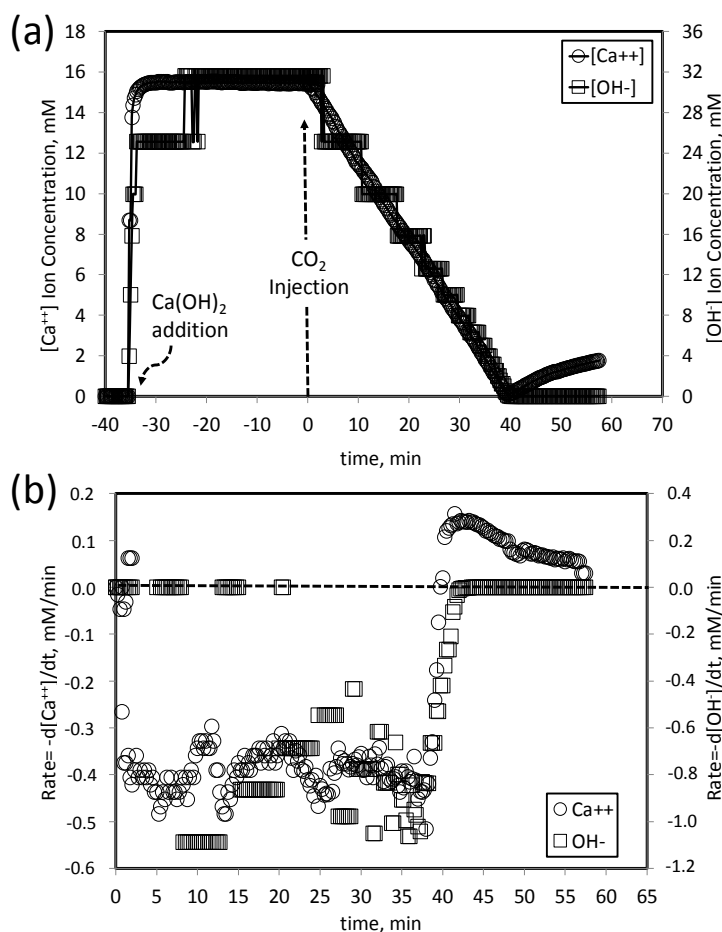 (a)
18
16
14
12
10
8
6
4
2
0
[Ca⁺⁺] Ion Concentration, mM
36
32
28
24
20
16
12
8
4
0
[OH⁻] Ion Concentration, mM
[Ca++]
[OH-]
CO₂
Injection
Ca(OH)₂
addition
-40 -30 -20 -10 0 10 20 30 40 50 60 70
time, min
(b)
0.2
0.1
0.0
-0.1
-0.2
-0.3
-0.4
-0.5
-0.6
Rate= -d[Ca⁺⁺]/dt, mM/min
0.4
0.2
0.0
-0.2
-0.4
-0.6
-0.8
-1.0
-1.2
Rate=-d[OH⁻]/dt, mM/min
Ca++
OH-
0 5 10 15 20 25 30 35 40 45 50 55 60 65
time, min